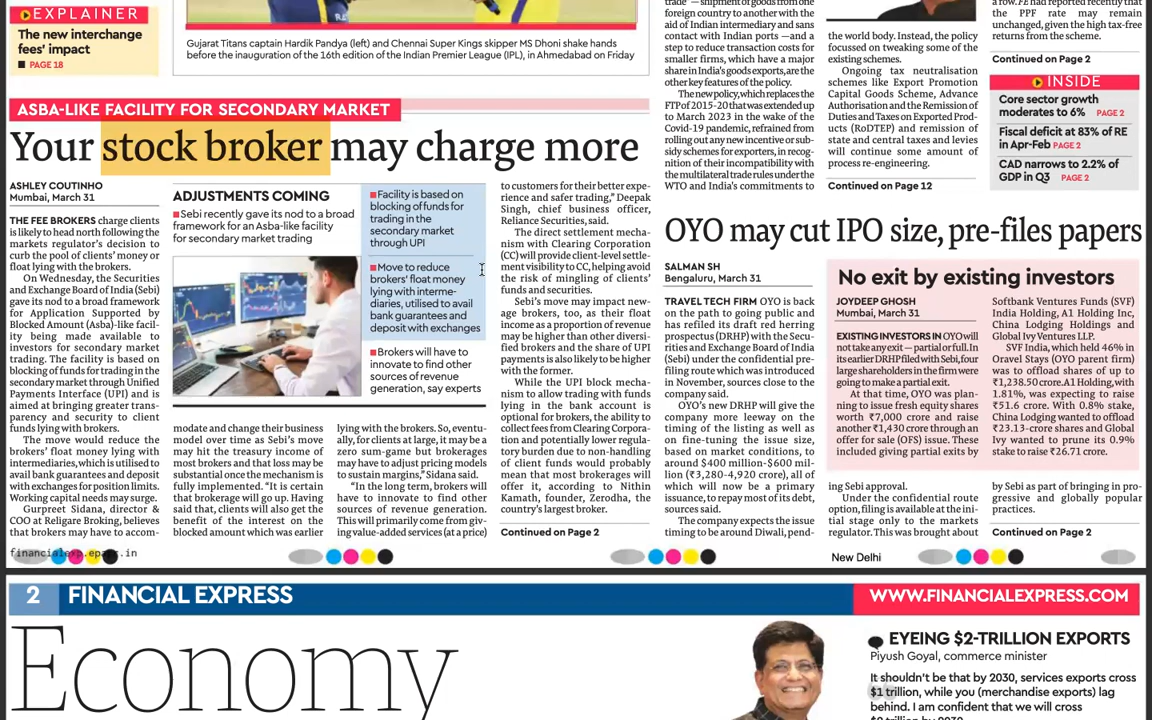 EXPLAINER
The new interchange
fees' impact
■ PAGE 18
Gujarat Titans captain Hardik Pandya (left) and Chennai Super Kings skipper MS Dhoni shake hands
before the inauguration of the 16th edition of the Indian Premier League (IPL), in Ahmedabad on Friday
ASBA-LIKE FACILITY FOR SECONDARY MARKET
Your stock broker may charge more
ASHLEY COUTINHO
Mumbai, March 31
THE FEE BROKERS charge clients
is likely to head north following the
markets regulator's decision to
curb the pool of clients' money or
float lying with the brokers.
On Wednesday, the Securities
and Exchange Board of India (Sebi)
gave its nod to a broad framework
for Application Supported by
Blocked Amount (Asba)-like facil-
ity being made available to
investors for secondary market
trading. The facility is based on
blocking of funds for trading in the
secondary market through Unified
Payments Interface (UPI) and is
aimed at bringing greater trans-
parency and security to client
funds lying with brokers.
The move would reduce the
brokers' float money lying with
intermediaries, which is utilised to
avail bank guarantees and deposit
with exchanges for position limits.
Working capital needs may surge.
Gurpreet Sidana, director &
COO at Religare Broking, believes
that brokers may have to accom-
ADJUSTMENTS COMING
■ Sebi recently gave its nod to a broad
framework for an Asba-like facility
for secondary market trading
■ Facility is based on
blocking of funds for
trading in the
secondary market
through UPI
■ Move to reduce
brokers' float money
lying with interme-
diaries, utilised to avail
bank guarantees and
deposit with exchanges
■ Brokers will have to
innovate to find other
sources of revenue
generation, say experts
modate and change their business
model over time as Sebi's move
may hit the treasury income of
most brokers and that loss may be
substantial once the mechanism is
fully implemented. "It is certain
that brokerage will go up. Having
said that, clients will also get the
benefit of the interest on the
blocked amount which was earlier
lying with the brokers. So, eventu-
ally, for clients at large, it may be a
zero sum-game but brokerages
may have to adjust pricing models
to sustain margins," Sidana said.
"In the long term, brokers will
have to innovate to find other
sources of revenue generation.
This will primarily come from giv-
ing value-added services (at a price)
to customers for their better expe-
rience and safer trading," Deepak
Singh, chief business officer,
Reliance Securities, said.
The direct settlement mecha-
nism with Clearing Corporation
(CC) will provide client-level settle-
ment visibility to CC, helping avoid
the risk of mingling of clients'
funds and securities.
Sebi's move may impact new-
age brokers, too, as their float
income as a proportion of revenue
may be higher than other diversi-
fied brokers and the share of UPI
payments is also likely to be higher
with the former.
While the UPI block mecha-
nism to allow trading with funds
lying in the bank account is
optional for brokers, the ability to
collect fees from Clearing Corpora-
tion and potentially lower regula-
tory burden due to non-handling
of client funds would probably
mean that most brokerages will
offer it, according to Nithin
Kamath, founder, Zerodha, the
country's largest broker.
Continued on Page 2
trade' — shipment of goods from one
foreign country to another with the
aid of Indian intermediary and sans
contact with Indian ports —and a
step to reduce transaction costs for
smaller firms, which have a major
share in India's goods exports, are the
other key features of the policy.
The new policy, which replaces the
FTP of 2015-20 that was extended up
to March 2023 in the wake of the
Covid-19 pandemic, refrained from
rolling out any new incentive or sub-
sidy schemes for exporters, in recog-
nition of their incompatibility with
the multilateral trade rules under the
WTO and India's commitments to
the world body. Instead, the policy
focussed on tweaking some of the
existing schemes.
Ongoing tax neutralisation
schemes like Export Promotion
Capital Goods Scheme, Advance
Authorisation and the Remission of
Duties and Taxes on Exported Prod-
ucts (RoDTEP) and remission of
state and central taxes and levies
will continue some amount of
process re-engineering.
Continued on Page 12
a row. FE had reported recently that
the PPF rate may remain
unchanged, given the high tax-free
returns from the scheme.
Continued on Page 2
INSIDE
Core sector growth
moderates to 6% PAGE 2
Fiscal deficit at 83% of RE
in Apr-Feb PAGE 2
CAD narrows to 2.2% of
GDP in Q3 PAGE 2
OYO may cut IPO size, pre-files papers
SALMAN SH
Bengaluru, March 31
TRAVEL TECH FIRM OYO is back
on the path to going public and
has refiled its draft red herring
prospectus (DRHP) with the Secu-
rities and Exchange Board of India
(Sebi) under the confidential pre-
filing route which was introduced
in November, sources close to the
company said.
OYO's new DRHP will give the
company more leeway on the
timing of the listing as well as
on fine-tuning the issue size,
based on market conditions, to
around $400 million-$600 mil-
lion (₹3,280-4,920 crore), all of
which will now be a primary
issuance, to repay most of its debt,
sources said.
The company expects the issue
timing to be around Diwali, pend-
No exit by existing investors
JOYDEEP GHOSH
Mumbai, March 31
EXISTING INVESTORS IN OYO will
not take any exit — partial or full. In
its earlier DRHP filed with Sebi, four
large shareholders in the firm were
going to make a partial exit.
At that time, OYO was plan-
ning to issue fresh equity shares
worth ₹7,000 crore and raise
another ₹1,430 crore through an
offer for sale (OFS) issue. These
included giving partial exits by
Softbank Ventures Funds (SVF)
India Holding, A1 Holding Inc,
China Lodging Holdings and
Global Ivy Ventures LLP.
SVF India, which held 46% in
Oravel Stays (OYO parent firm)
was to offload shares of up to
₹1,238.50 crore. A1 Holding, with
1.81%, was expecting to raise
₹51.6 crore. With 0.8% stake,
China Lodging wanted to offload
₹23.13-crore shares and Global
Ivy wanted to prune its 0.9%
stake to raise ₹26.71 crore.
ing Sebi approval.
Under the confidential route
option, filing is available at the ini-
tial stage only to the markets
regulator. This was brought about
by Sebi as part of bringing in pro-
gressive and globally popular
practices.
Continued on Page 2
financialexp.epapr.in
New Delhi
2 FINANCIAL EXPRESS
WWW.FINANCIALEXPRESS.COM
Economy
EYEING $2-TRILLION EXPORTS
Piyush Goyal, commerce minister
It shouldn't be that by 2030, services exports cross
$1 trillion, while you (merchandise exports) lag
behind. I am confident that we will cross